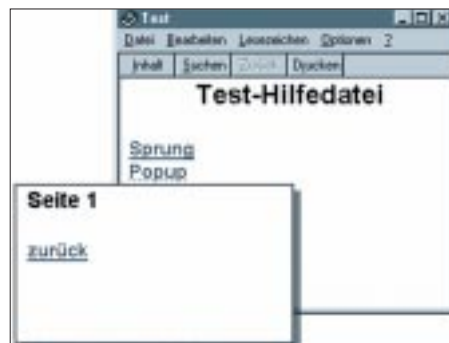 Test
Datei Bearbeiten Lesezeichen Optionen ?
Inhalt Suchen Zurück Drucken
Test-Hilfedatei
Sprung
Popup
Seite 1
zurück